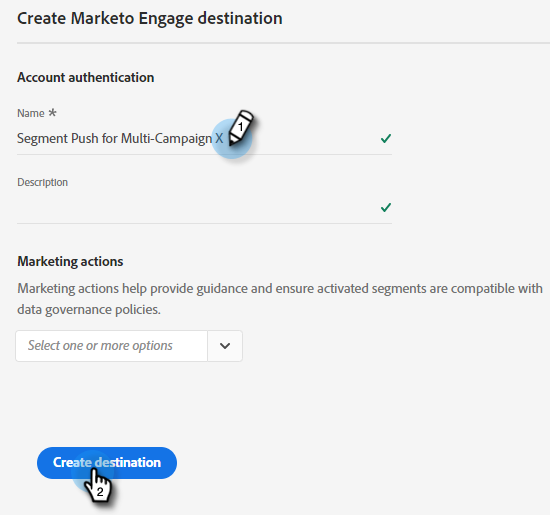 Create Marketo Engage destination
Account authentication
Name *
Segment Push for Multi-Campaign X
1
Description
Marketing actions
Marketing actions help provide guidance and ensure activated segments are compatible with
data governance policies.
Select one or more options
Create destination
2